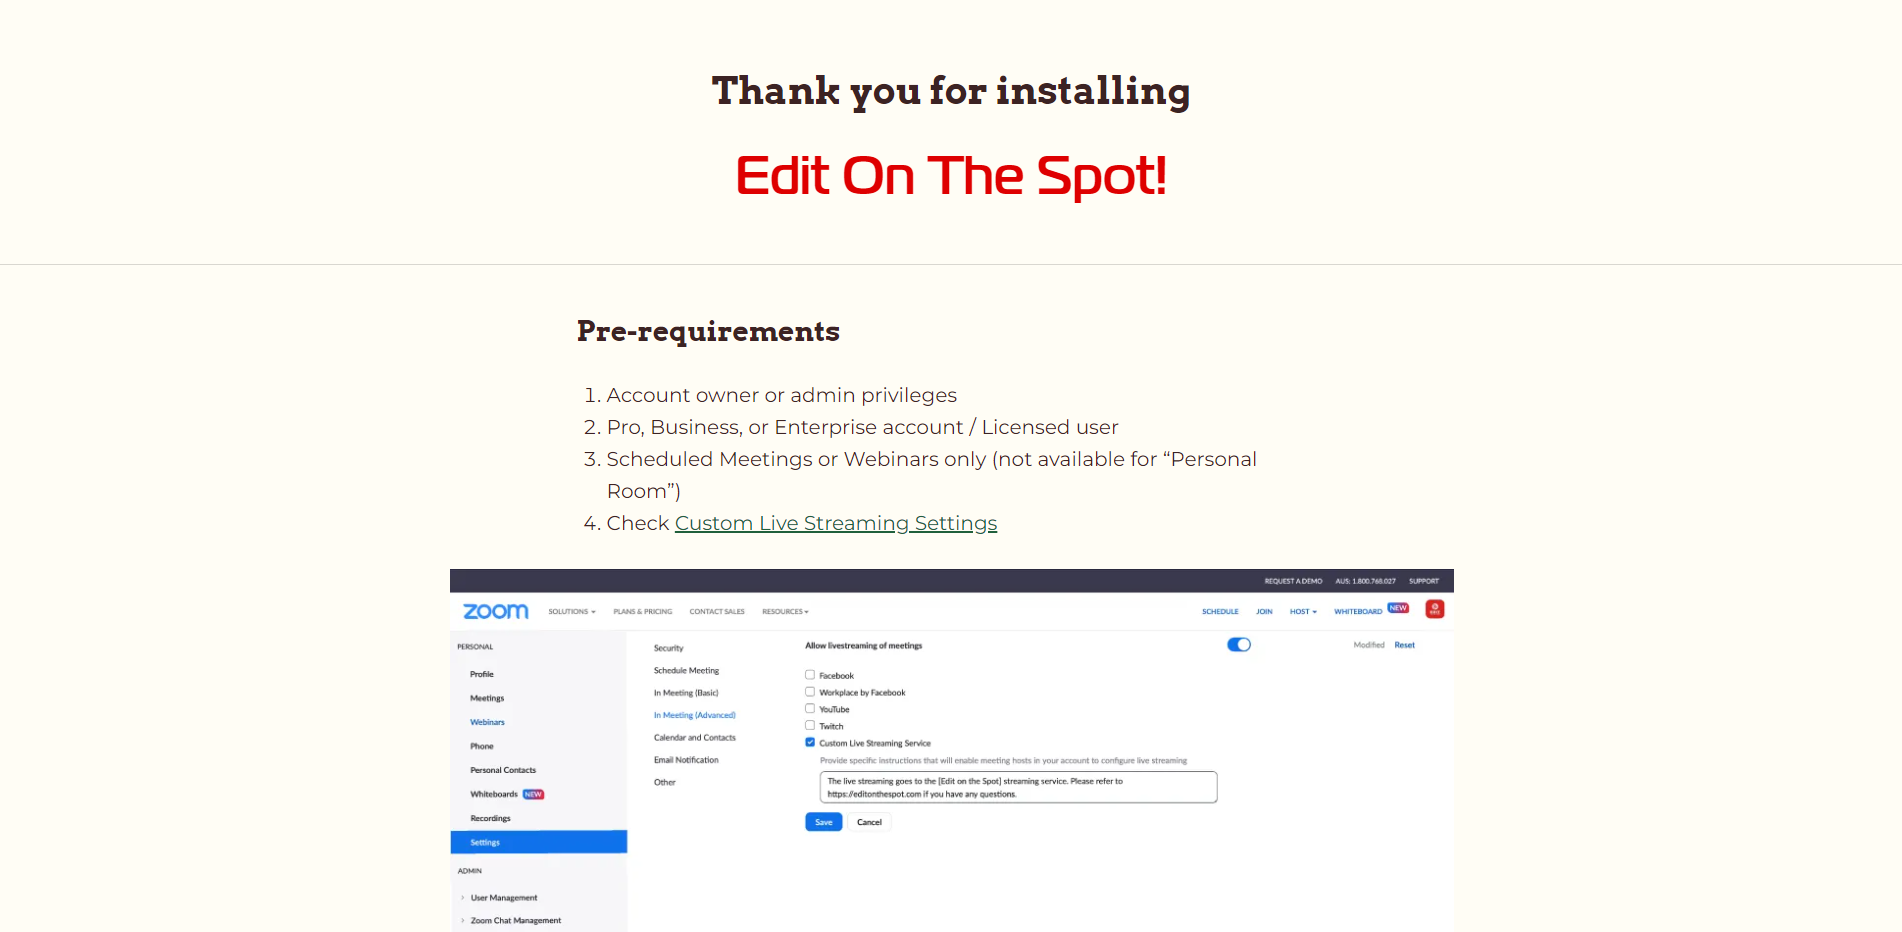 Thank you for installing
Edit On The Spot!
Pre-requirements
1. Account owner or admin privileges
2. Pro, Business, or Enterprise account / Licensed user
3. Scheduled Meetings or Webinars only (not available for “Personal
Room”)
4. Check Custom Live Streaming Settings
REQUEST A DEMO AUS: 1.800.768.027 SUPPORT
zoom SOLUTIONS PLANS & PRICING CONTACT SALES RESOURCES SCHEDULE JOIN HOST WHITEBOARD NEW
PERSONAL
Profile
Meetings
Webinars
Phone
Personal Contacts
Whiteboards NEW
Recordings
Settings
ADMIN
User Management
Zoom Chat Management
Security
Schedule Meeting
In Meeting (Basic)
In Meeting (Advanced)
Calendar and Contacts
Email Notification
Other
Allow livestreaming of meetings Modified Reset
Facebook
Workplace by Facebook
YouTube
Twitch
Custom Live Streaming Service
Provide specific instructions that will enable meeting hosts in your account to configure live streaming
The live streaming goes to the [Edit on the Spot] streaming service. Please refer to
https://editonthespot.com if you have any questions.
Save Cancel